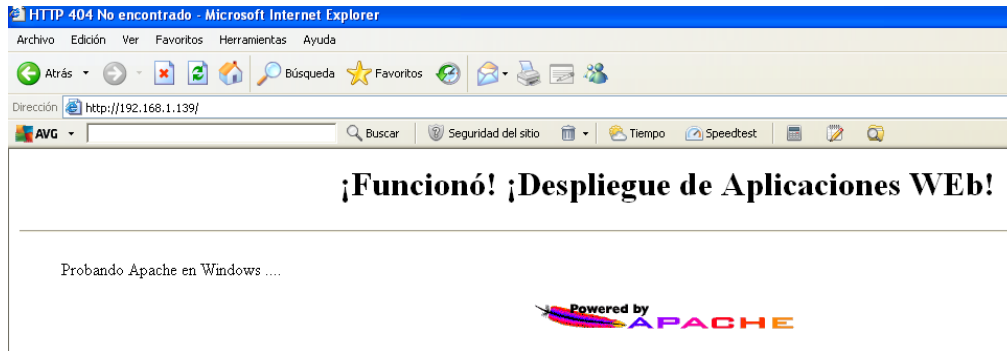 HTTP 404 No encontrado - Microsoft Internet Explorer
Archivo Edición Ver Favoritos Herramientas Ayuda
Atrás Búsqueda Favoritos
Dirección http://192.168.1.139/
AVG Buscar Seguridad del sitio Tiempo Speedtest
¡Funcionó! ¡Despliegue de Aplicaciones WEb!
Probando Apache en Windows ....
Powered by
APACHE